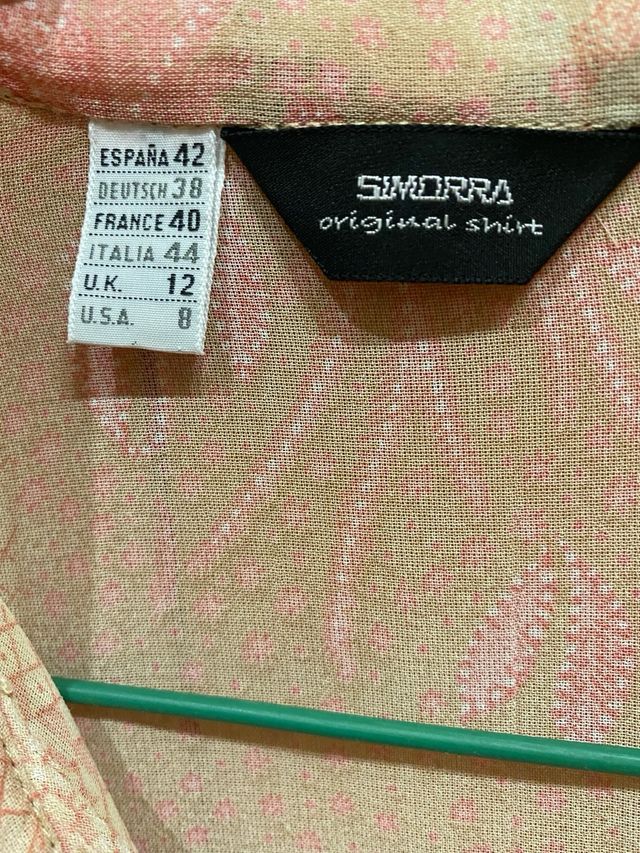 ESPAÑA 42
DEUTSCH 38
FRANCE 40
ITALIA 44
U.K. 12
U.S.A. 8
SIMORRA
original shirt